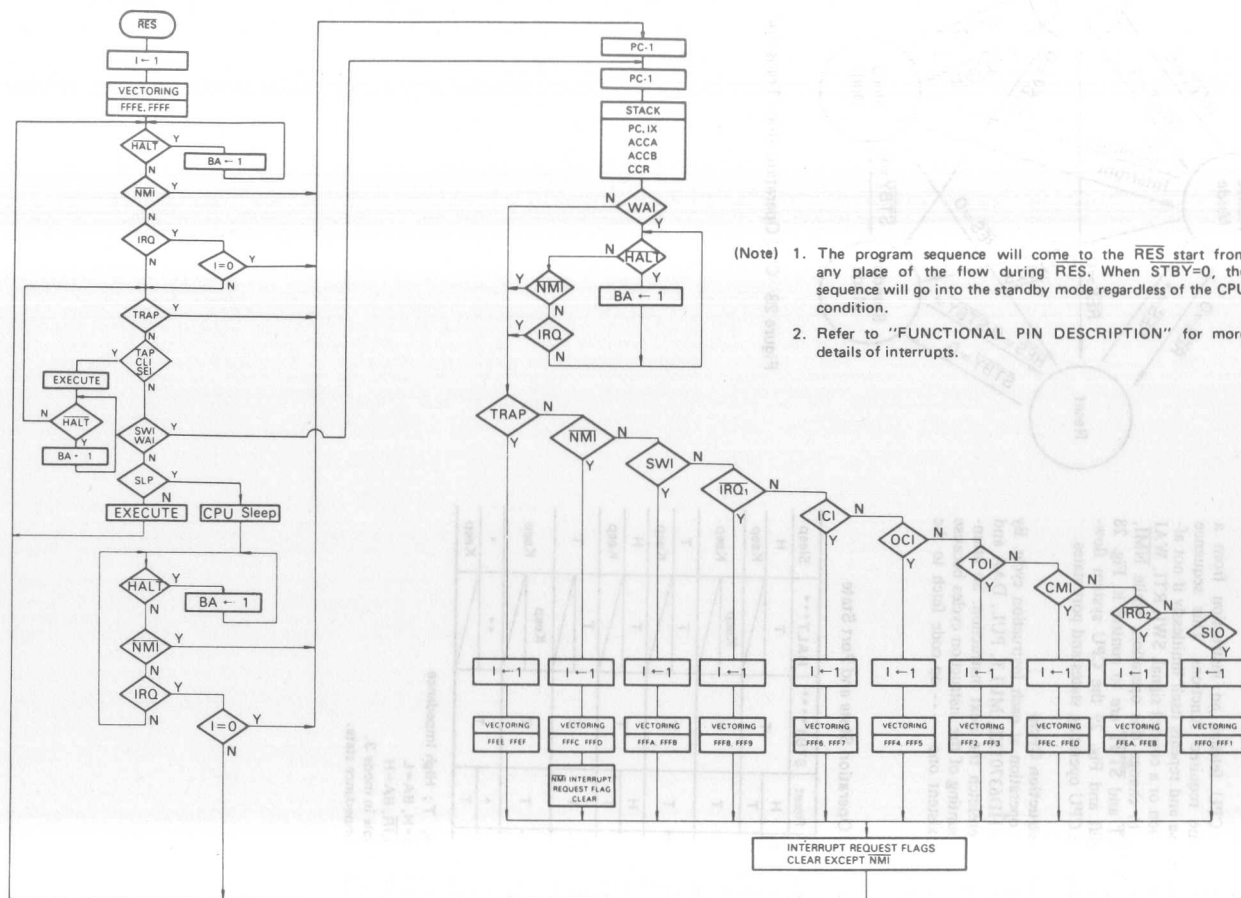 RES
I ← 1
VECTORING
FFFE, FFFF
HALT
Y
BA ← 1
N
NMI
Y
N
IRQ
Y
I=0
Y
N
N
TRAP
Y
N
Y
TAP
CLI
SEI
EXECUTE
N
N
HALT
Y
BA ← 1
SWI
WAI
Y
N
SLP
Y
N
EXECUTE
CPU Sleep
HALT
Y
BA ← 1
N
NMI
Y
N
IRQ
Y
N
I=0
Y
N
PC-1
PC-1
STACK
PC, IX
ACCA
ACCB
CCR
N
WAI
Y
N
HALT
Y
BA ← 1
Y
NMI
N
Y
IRQ
N
(Note) 1. The program sequence will come to the RES start from
any place of the flow during RES. When STBY=0, the
sequence will go into the standby mode regardless of the CPU
condition.
2. Refer to "FUNCTIONAL PIN DESCRIPTION" for more
details of interrupts.
TRAP N NMI N SWI N IRQ1 N ICI N OCI N TOI N CMI N IRQ2 N SIO
Y Y Y Y Y Y Y Y Y Y
I ← 1 I ← 1 I ← 1 I ← 1 I ← 1 I ← 1 I ← 1 I ← 1 I ← 1 I ← 1
VECTORING VECTORING VECTORING VECTORING VECTORING VECTORING VECTORING VECTORING VECTORING VECTORING
FFEE, FFEF FFFC, FFFD FFFA, FFFB FFF8, FFF9 FFF6, FFF7 FFF4, FFF5 FFF2, FFF3 FFEC, FFED FFEA, FFEB FFF0, FFF1
NMI INTERRUPT
REQUEST FLAG
CLEAR
INTERRUPT REQUEST FLAGS
CLEAR EXCEPT NMI